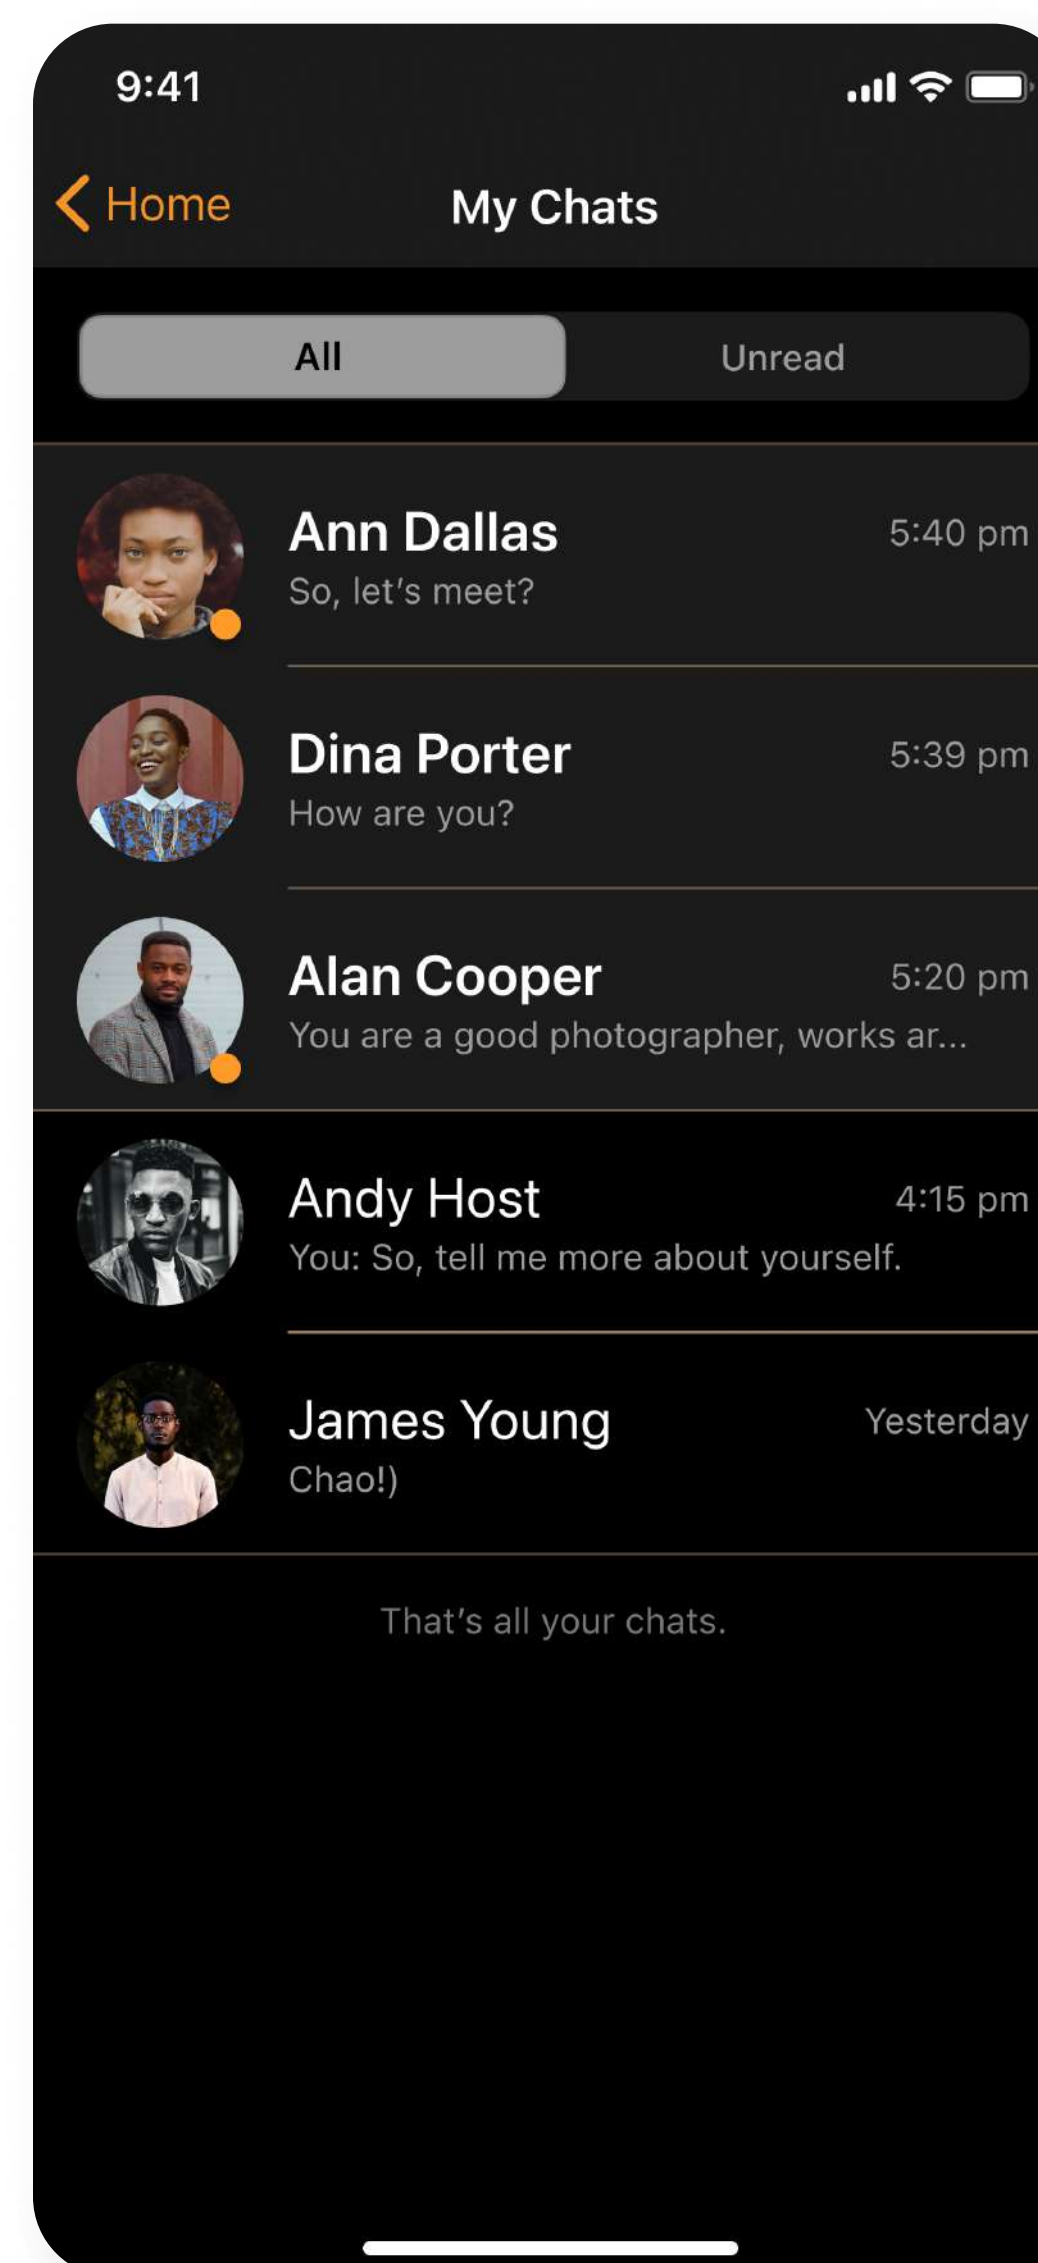 9:41
Home
My Chats
All
Unread
Ann Dallas
5:40 pm
So, let's meet?
Dina Porter
5:39 pm
How are you?
Alan Cooper
5:20 pm
You are a good photographer, works ar...
Andy Host
4:15 pm
You: So, tell me more about yourself.
James Young
Yesterday
Chao!)
That's all your chats.